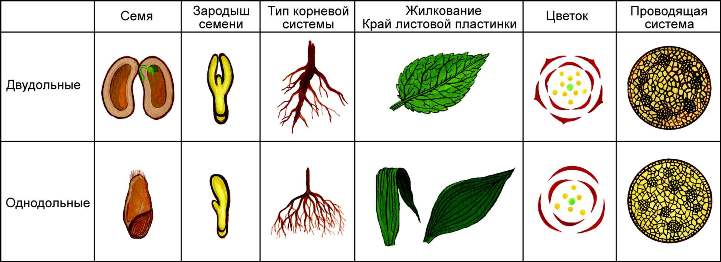 Семя
Зародыш
семени
Тип корневой
системы
Жилкование
Край листовой пластинки
Цветок
Проводящая
система
Двудольные
Однодольные